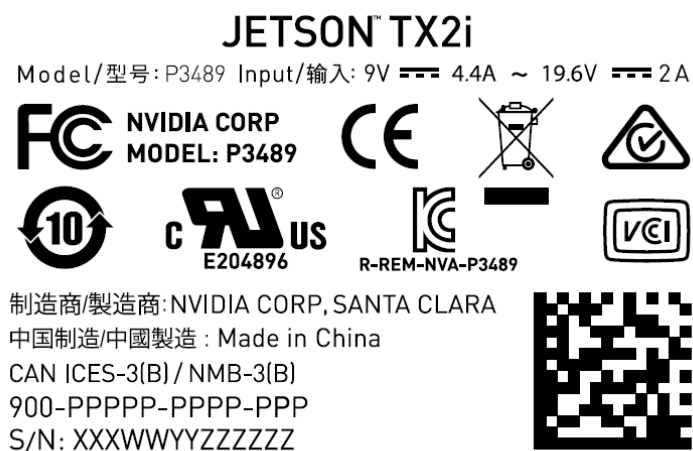 JETSON™ TX2i
Model/型号: P3489 Input/输入: 9V ⎓ 4.4A ~ 19.6V ⎓ 2A
FC NVIDIA CORP
MODEL: P3489
CE
10
C RU® US
E204896
KC
R-REM-NVA-P3489
VCI
制造商/製造商: NVIDIA CORP, SANTA CLARA
中国制造/中國製造 : Made in China
CAN ICES-3(B) / NMB-3(B)
900-PPPPP-PPPP-PPP
S/N: XXXWWYYZZZZZZ